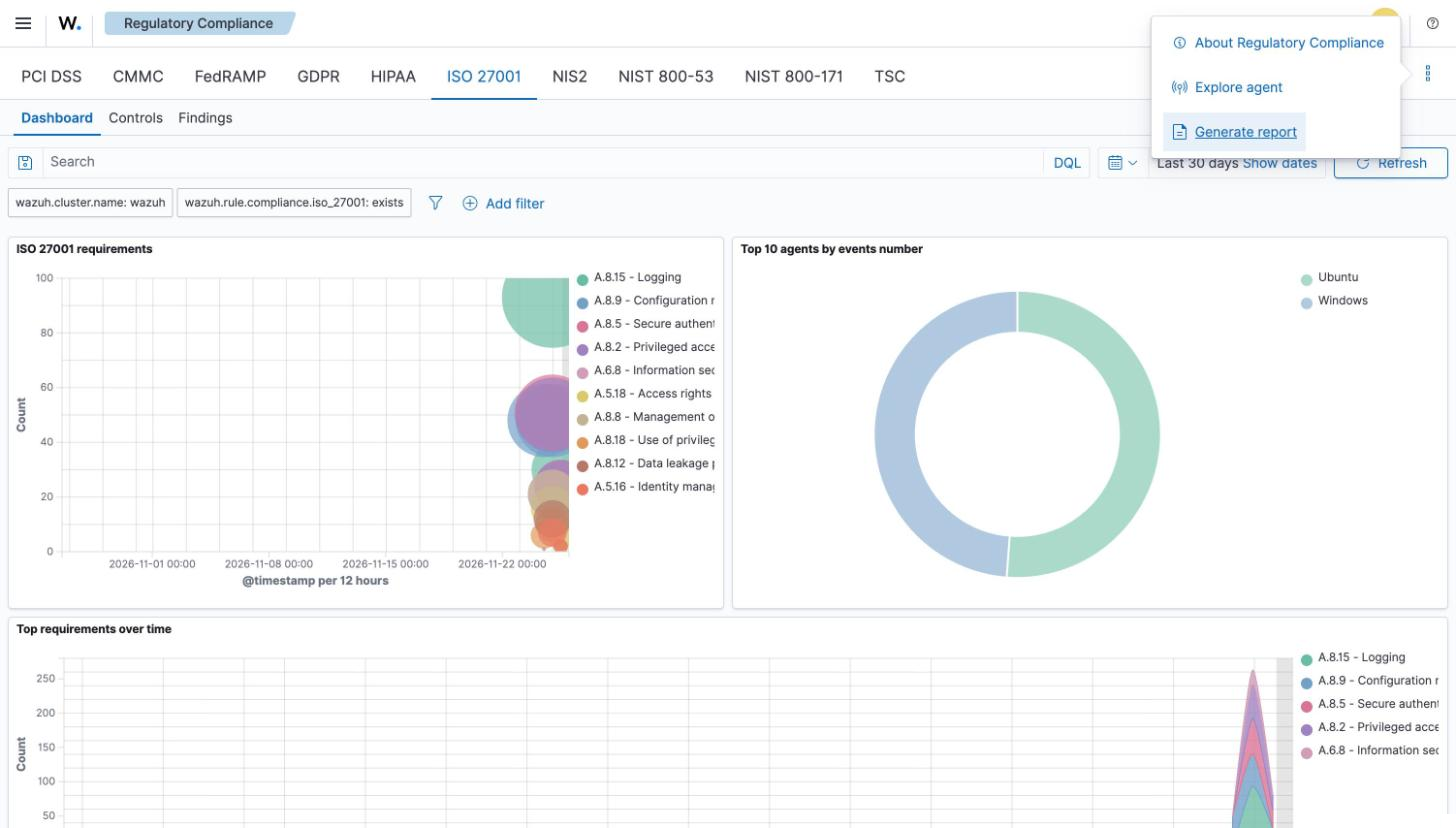 W.
Regulatory Compliance
About Regulatory Compliance
Explore agent
Generate report
PCI DSS
CMMC
FedRAMP
GDPR
HIPAA
ISO 27001
NIS2
NIST 800-53
NIST 800-171
TSC
Dashboard
Controls
Findings
Search
DQL
Last 30 days Show dates
Refresh
wazuh.cluster.name: wazuh
wazuh.rule.compliance.iso_27001: exists
Add filter
ISO 27001 requirements
100
80
60
40
20
0
Count
2026-11-01 00:00
2026-11-08 00:00
2026-11-15 00:00
2026-11-22 00:00
@timestamp per 12 hours
A.8.15 - Logging
A.8.9 - Configuration
A.8.5 - Secure authent
A.8.2 - Privileged acce
A.6.8 - Information sec
A.5.18 - Access rights
A.8.8 - Management o
A.8.18 - Use of privileg
A.8.12 - Data leakage
A.5.16 - Identity manag
Top 10 agents by events number
Ubuntu
Windows
Top requirements over time
250
200
150
100
50
Count
A.8.15 - Logging
A.8.9 - Configuration
A.8.5 - Secure authent
A.8.2 - Privileged acce
A.6.8 - Information sec